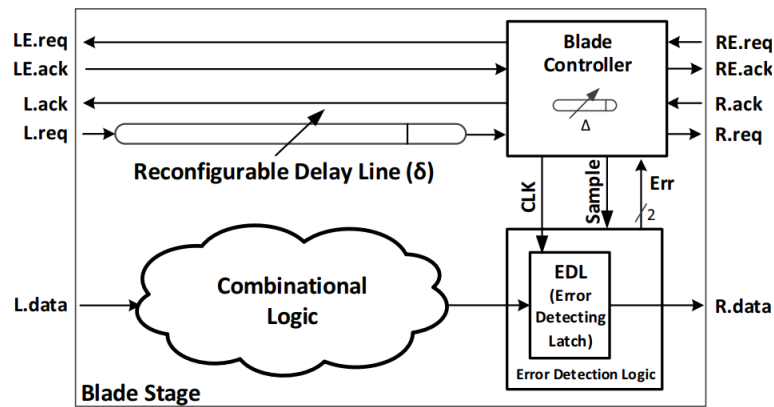 LE.req
LE.ack
L.ack
L.req
Blade
Controller
Δ
RE.req
RE.ack
R.ack
R.req
Reconfigurable Delay Line (δ)
CLK
Sample
Err
2
L.data
Combinational
Logic
EDL
(Error
Detecting
Latch)
Error Detection Logic
R.data
Blade Stage